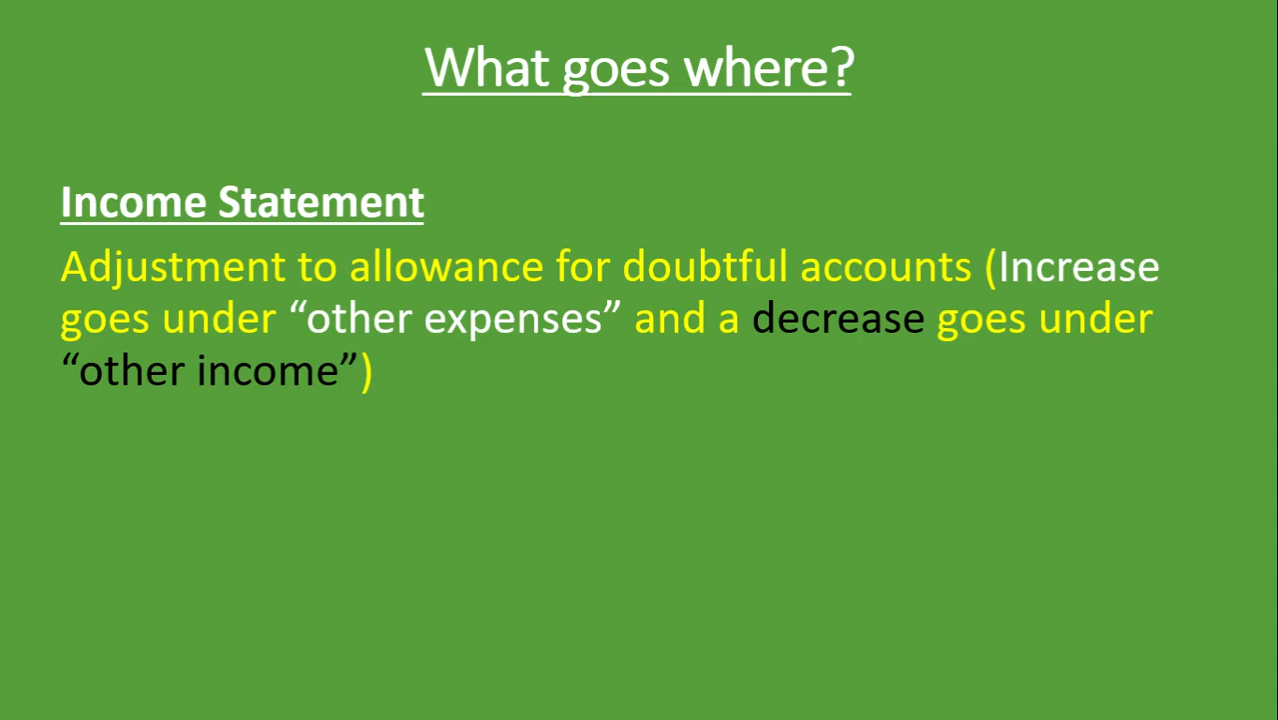 What goes where?
Income Statement
Adjustment to allowance for doubtful accounts (Increase
goes under “other expenses” and a decrease goes under
“other income”)